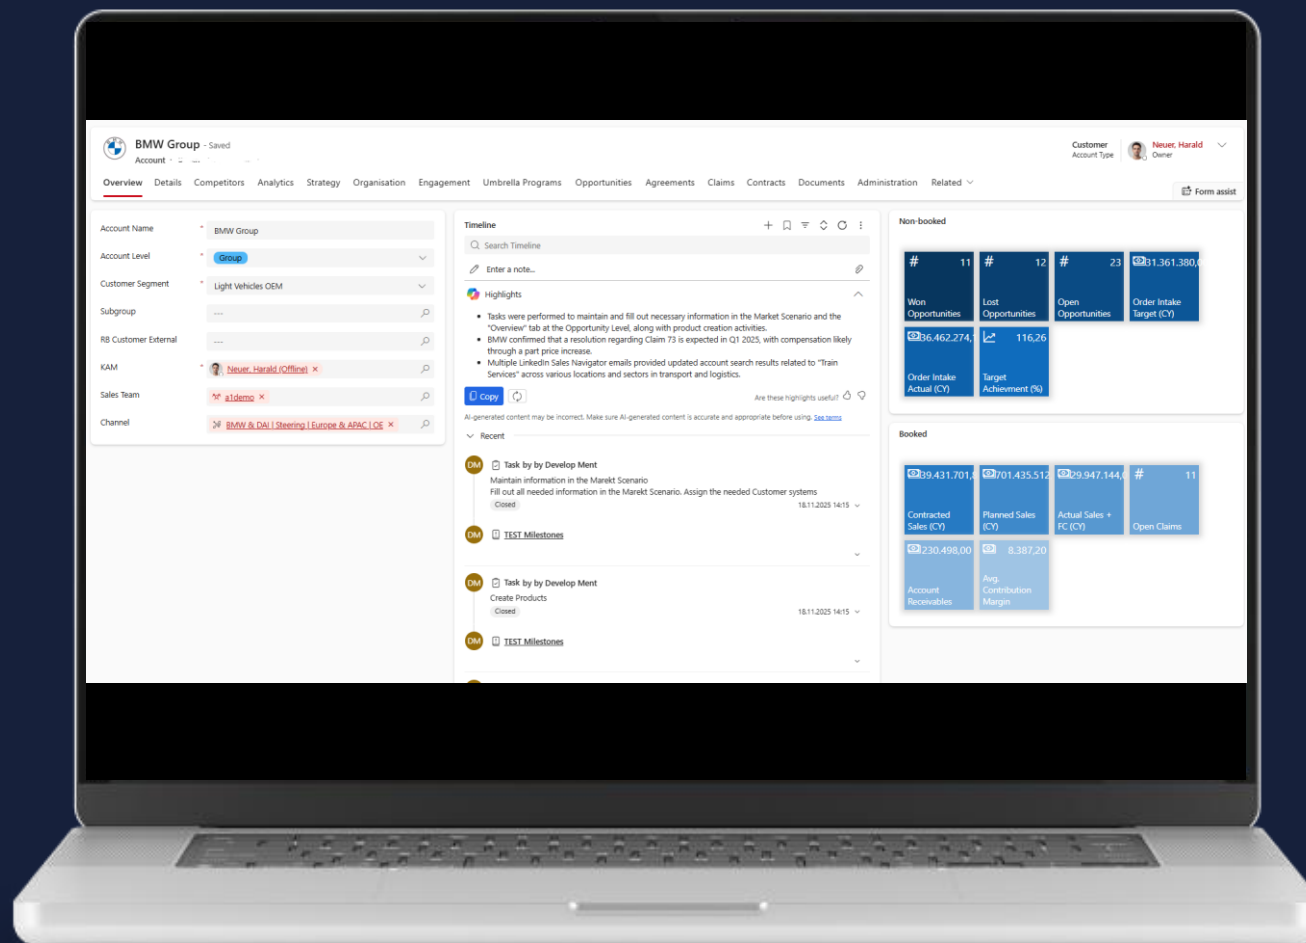 BMW Group - Saved
Account ·
Customer
Account Type
Neuer, Harald
Owner
Overview Details Competitors Analytics Strategy Organisation Engagement Umbrella Programs Opportunities Agreements Claims Contracts Documents Administration Related
Form assist
Account Name * BMW Group
Account Level * Group
Customer Segment * Light Vehicles OEM
Subgroup ---
RB Customer External ---
KAM * Neuer, Harald (Offline) ×
Sales Team a1demo ×
Channel BMW & DAI | Steering | Europe & APAC | OE ×
Timeline
Search Timeline
Enter a note...
Highlights
• Tasks were performed to maintain and fill out necessary information in the Market Scenario and the
"Overview" tab at the Opportunity Level, along with product creation activities.
• BMW confirmed that a resolution regarding Claim 73 is expected in Q1 2025, with compensation likely
through a part price increase.
• Multiple LinkedIn Sales Navigator emails provided updated account search results related to "Train
Services" across various locations and sectors in transport and logistics.
Copy
Are these highlights useful?
AI-generated content may be incorrect. Make sure AI-generated content is accurate and appropriate before using. See terms
Recent
DM Task by by Develop Ment
Maintain information in the Marekt Scenario
Fill out all needed information in the Marekt Scenario. Assign the needed Customer systems
Closed 18.11.2025 14:15
DM TEST Milestones
DM Task by by Develop Ment
Create Products
Closed 18.11.2025 14:15
DM TEST Milestones
Non-booked
# 11
Won
Opportunities
# 12
Lost
Opportunities
# 23
Open
Opportunities
31.361.380,
Order Intake
Target (CY)
36.462.274,
Order Intake
Actual (CY)
116,26
Target
Achievment (%)
Booked
39.431.701,
Contracted
Sales (CY)
701.435.512
Planned Sales
(CY)
29.947.144,
Actual Sales +
FC (CY)
# 11
Open Claims
230.498,00
Account
Receivables
8.387,20
Avg.
Contribution
Margin